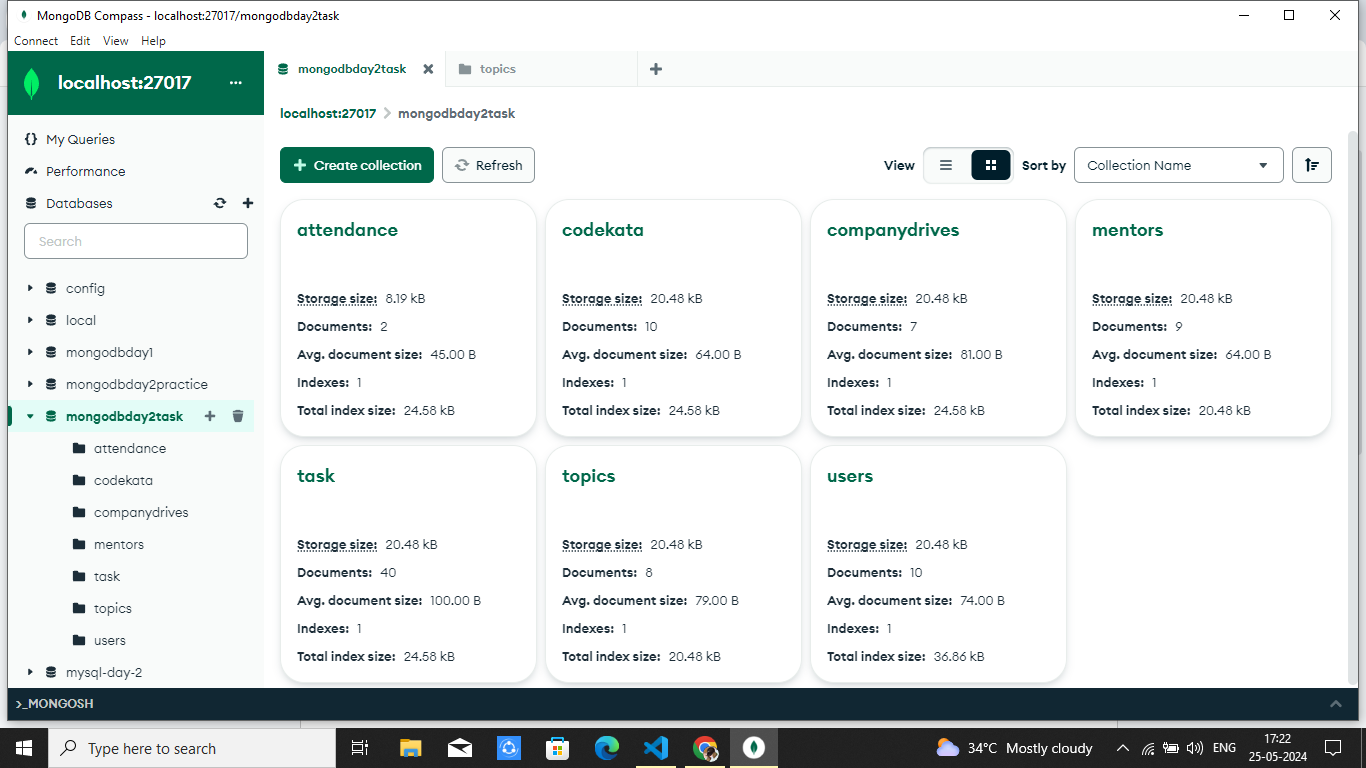 MongoDB Compass - localhost:27017/mongodbday2task
Connect Edit View Help
localhost:27017 ...
mongodbday2task
topics
localhost:27017 > mongodbday2task
{} My Queries
Performance
Databases
Search
config
local
mongodbday1
mongodbday2practice
mongodbday2task
attendance
codekata
companydrives
mentors
task
topics
users
mysql-day-2
+ Create collection
Refresh
View
Sort by
Collection Name
attendance
Storage size: 8.19 kB
Documents: 2
Avg. document size: 45.00 B
Indexes: 1
Total index size: 24.58 kB
codekata
Storage size: 20.48 kB
Documents: 10
Avg. document size: 64.00 B
Indexes: 1
Total index size: 24.58 kB
companydrives
Storage size: 20.48 kB
Documents: 7
Avg. document size: 81.00 B
Indexes: 1
Total index size: 24.58 kB
mentors
Storage size: 20.48 kB
Documents: 9
Avg. document size: 64.00 B
Indexes: 1
Total index size: 20.48 kB
task
Storage size: 20.48 kB
Documents: 40
Avg. document size: 100.00 B
Indexes: 1
Total index size: 24.58 kB
topics
Storage size: 20.48 kB
Documents: 8
Avg. document size: 79.00 B
Indexes: 1
Total index size: 20.48 kB
users
Storage size: 20.48 kB
Documents: 10
Avg. document size: 74.00 B
Indexes: 1
Total index size: 36.86 kB
>_MONGOSH
Type here to search
34°C Mostly cloudy
ENG
17:22
25-05-2024